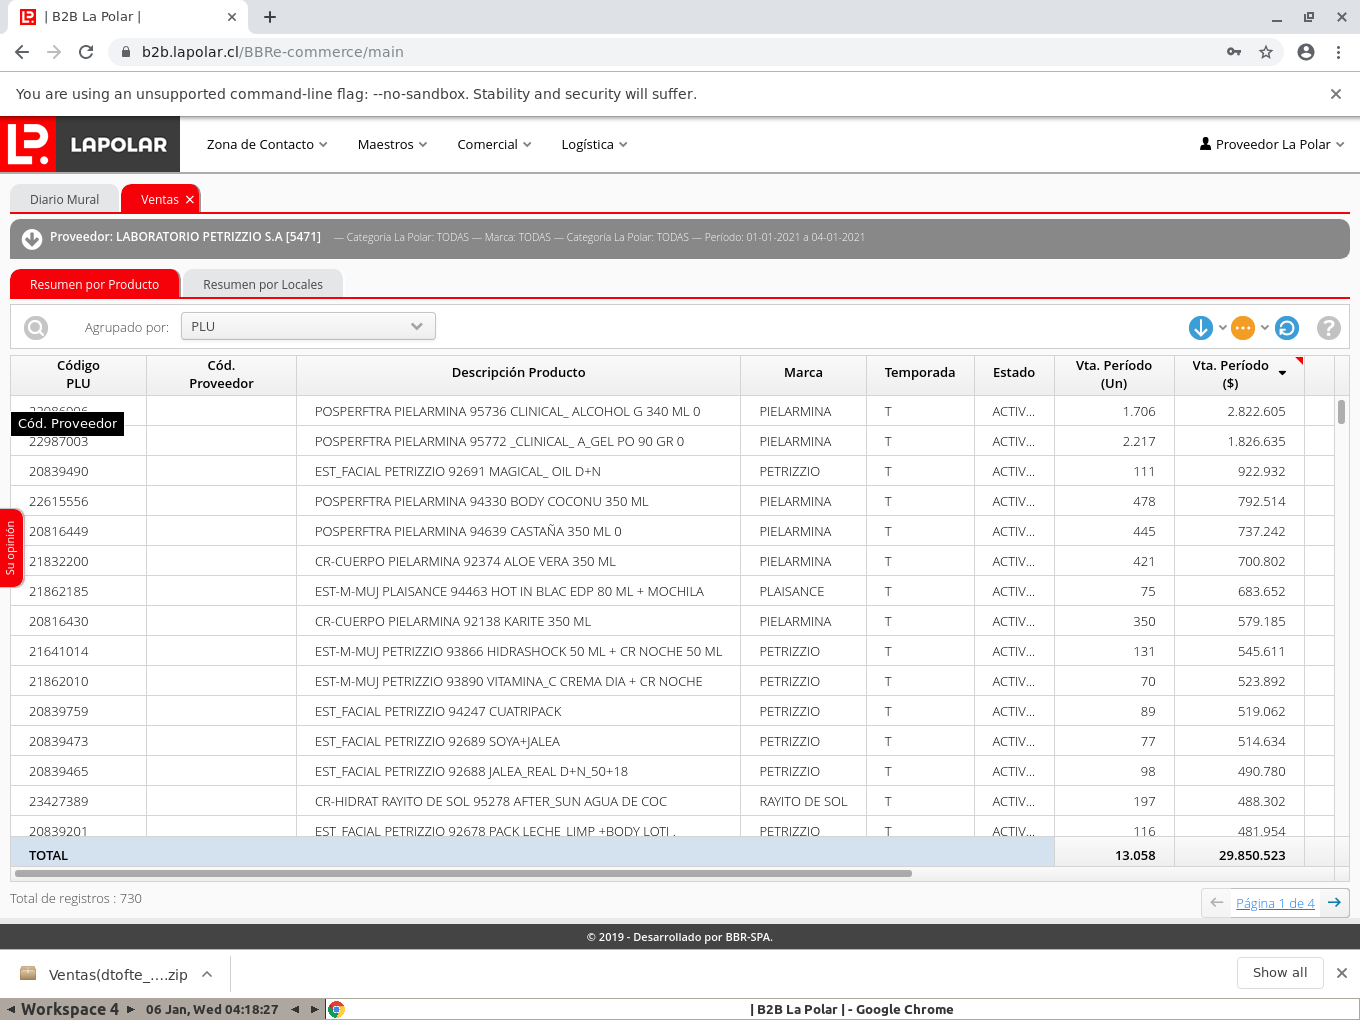 | B2B La Polar |
b2b.lapolar.cl/BBRe-commerce/main
You are using an unsupported command-line flag: --no-sandbox. Stability and security will suffer.
LAPOLAR Zona de Contacto Maestros Comercial Logística Proveedor La Polar
Diario Mural Ventas
Proveedor: LABORATORIO PETRIZZIO S.A [5471] — Categoría La Polar: TODAS — Marca: TODAS — Categoría La Polar: TODAS — Período: 01-01-2021 a 04-01-2021
Resumen por Producto Resumen por Locales
Agrupado por: PLU
Código PLU Cód. Proveedor Descripción Producto Marca Temporada Estado Vta. Período (Un) Vta. Período ($)
POSPERFTRA PIELARMINA 95736 CLINICAL_ ALCOHOL G 340 ML 0 PIELARMINA T ACTIV... 1.706 2.822.605
Cód. Proveedor
22987003 POSPERFTRA PIELARMINA 95772 _CLINICAL_ A_GEL PO 90 GR 0 PIELARMINA T ACTIV... 2.217 1.826.635
20839490 EST_FACIAL PETRIZZIO 92691 MAGICAL_ OIL D+N PETRIZZIO T ACTIV... 111 922.932
22615556 POSPERFTRA PIELARMINA 94330 BODY COCONU 350 ML PIELARMINA T ACTIV... 478 792.514
20816449 POSPERFTRA PIELARMINA 94639 CASTAÑA 350 ML 0 PIELARMINA T ACTIV... 445 737.242
21832200 CR-CUERPO PIELARMINA 92374 ALOE VERA 350 ML PIELARMINA T ACTIV... 421 700.802
21862185 EST-M-MUJ PLAISANCE 94463 HOT IN BLAC EDP 80 ML + MOCHILA PLAISANCE T ACTIV... 75 683.652
20816430 CR-CUERPO PIELARMINA 92138 KARITE 350 ML PIELARMINA T ACTIV... 350 579.185
21641014 EST-M-MUJ PETRIZZIO 93866 HIDRASHOCK 50 ML + CR NOCHE 50 ML PETRIZZIO T ACTIV... 131 545.611
21862010 EST-M-MUJ PETRIZZIO 93890 VITAMINA_C CREMA DIA + CR NOCHE PETRIZZIO T ACTIV... 70 523.892
20839759 EST_FACIAL PETRIZZIO 94247 CUATRIPACK PETRIZZIO T ACTIV... 89 519.062
20839473 EST_FACIAL PETRIZZIO 92689 SOYA+JALEA PETRIZZIO T ACTIV... 77 514.634
20839465 EST_FACIAL PETRIZZIO 92688 JALEA_REAL D+N_50+18 PETRIZZIO T ACTIV... 98 490.780
23427389 CR-HIDRAT RAYITO DE SOL 95278 AFTER_SUN AGUA DE COC RAYITO DE SOL T ACTIV... 197 488.302
20839201 EST_FACIAL PETRIZZIO 92678 PACK LECHE_LIMP +BODY LOTI . PETRIZZIO T ACTIV... 116 481.954
Su opinión
TOTAL 13.058 29.850.523
Total de registros : 730 Página 1 de 4
© 2019 - Desarrollado por BBR-SPA.
Ventas(dtofte_....zip Show all
Workspace 4 06 Jan, Wed 04:18:27 | B2B La Polar | - Google Chrome